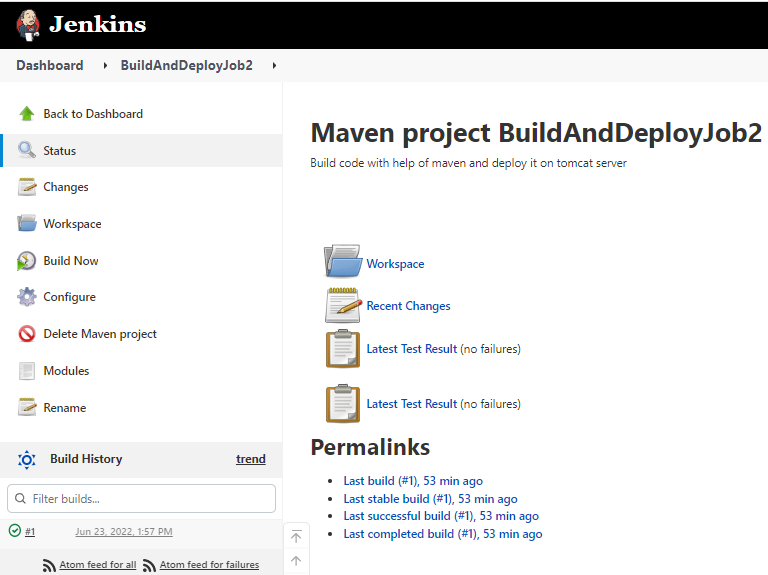 Jenkins
Dashboard
BuildAndDeployJob2
Back to Dashboard
Status
Changes
Workspace
Build Now
Configure
Delete Maven project
Modules
Rename
Build History
trend
Filter builds...
#1
Jun 23, 2022, 1:57 PM
Atom feed for all
Atom feed for failures
Maven project BuildAndDeployJob2
Build code with help of maven and deploy it on tomcat server
Workspace
Recent Changes
Latest Test Result (no failures)
Latest Test Result (no failures)
Permalinks
Last build (#1), 53 min ago
Last stable build (#1), 53 min ago
Last successful build (#1), 53 min ago
Last completed build (#1), 53 min ago